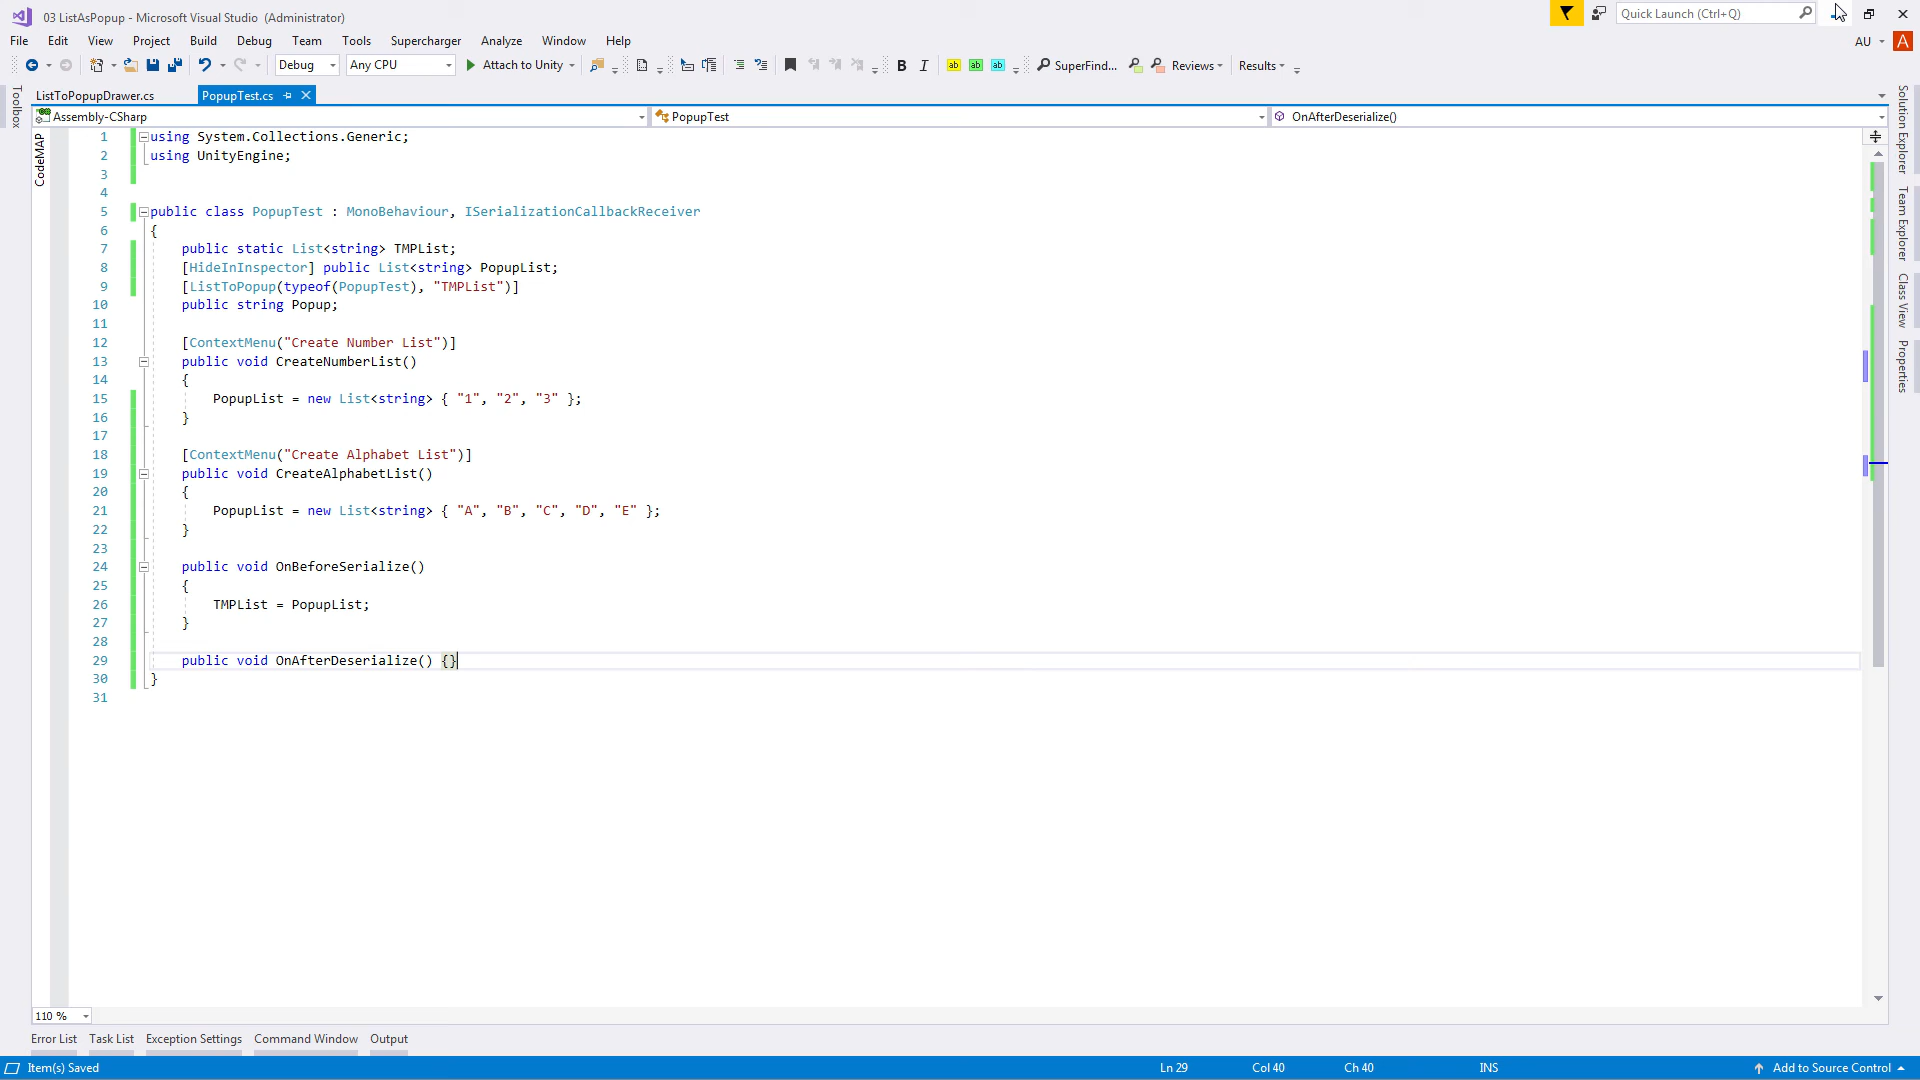 03 ListAsPopup - Microsoft Visual Studio (Administrator)
Quick Launch (Ctrl+Q)
File Edit View Project Build Debug Team Tools Supercharger Analyze Window Help
AU A
Debug Any CPU Attach to Unity B I ab ab ab SuperFind... Reviews Results
ListToPopupDrawer.cs PopupTest.cs
Assembly-CSharp PopupTest OnAfterDeserialize()
Toolbox
CodeMAP
Solution Explorer
Team Explorer
Class View
Properties
1 using System.Collections.Generic;
2 using UnityEngine;
3
4
5 public class PopupTest : MonoBehaviour, ISerializationCallbackReceiver
6 {
7 public static List<string> TMPList;
8 [HideInInspector] public List<string> PopupList;
9 [ListToPopup(typeof(PopupTest), "TMPList")]
10 public string Popup;
11
12 [ContextMenu("Create Number List")]
13 public void CreateNumberList()
14 {
15 PopupList = new List<string> { "1", "2", "3" };
16 }
17
18 [ContextMenu("Create Alphabet List")]
19 public void CreateAlphabetList()
20 {
21 PopupList = new List<string> { "A", "B", "C", "D", "E" };
22 }
23
24 public void OnBeforeSerialize()
25 {
26 TMPList = PopupList;
27 }
28
29 public void OnAfterDeserialize() {}
30 }
31
110 %
Error List Task List Exception Settings Command Window Output
Item(s) Saved Ln 29 Col 40 Ch 40 INS Add to Source Control